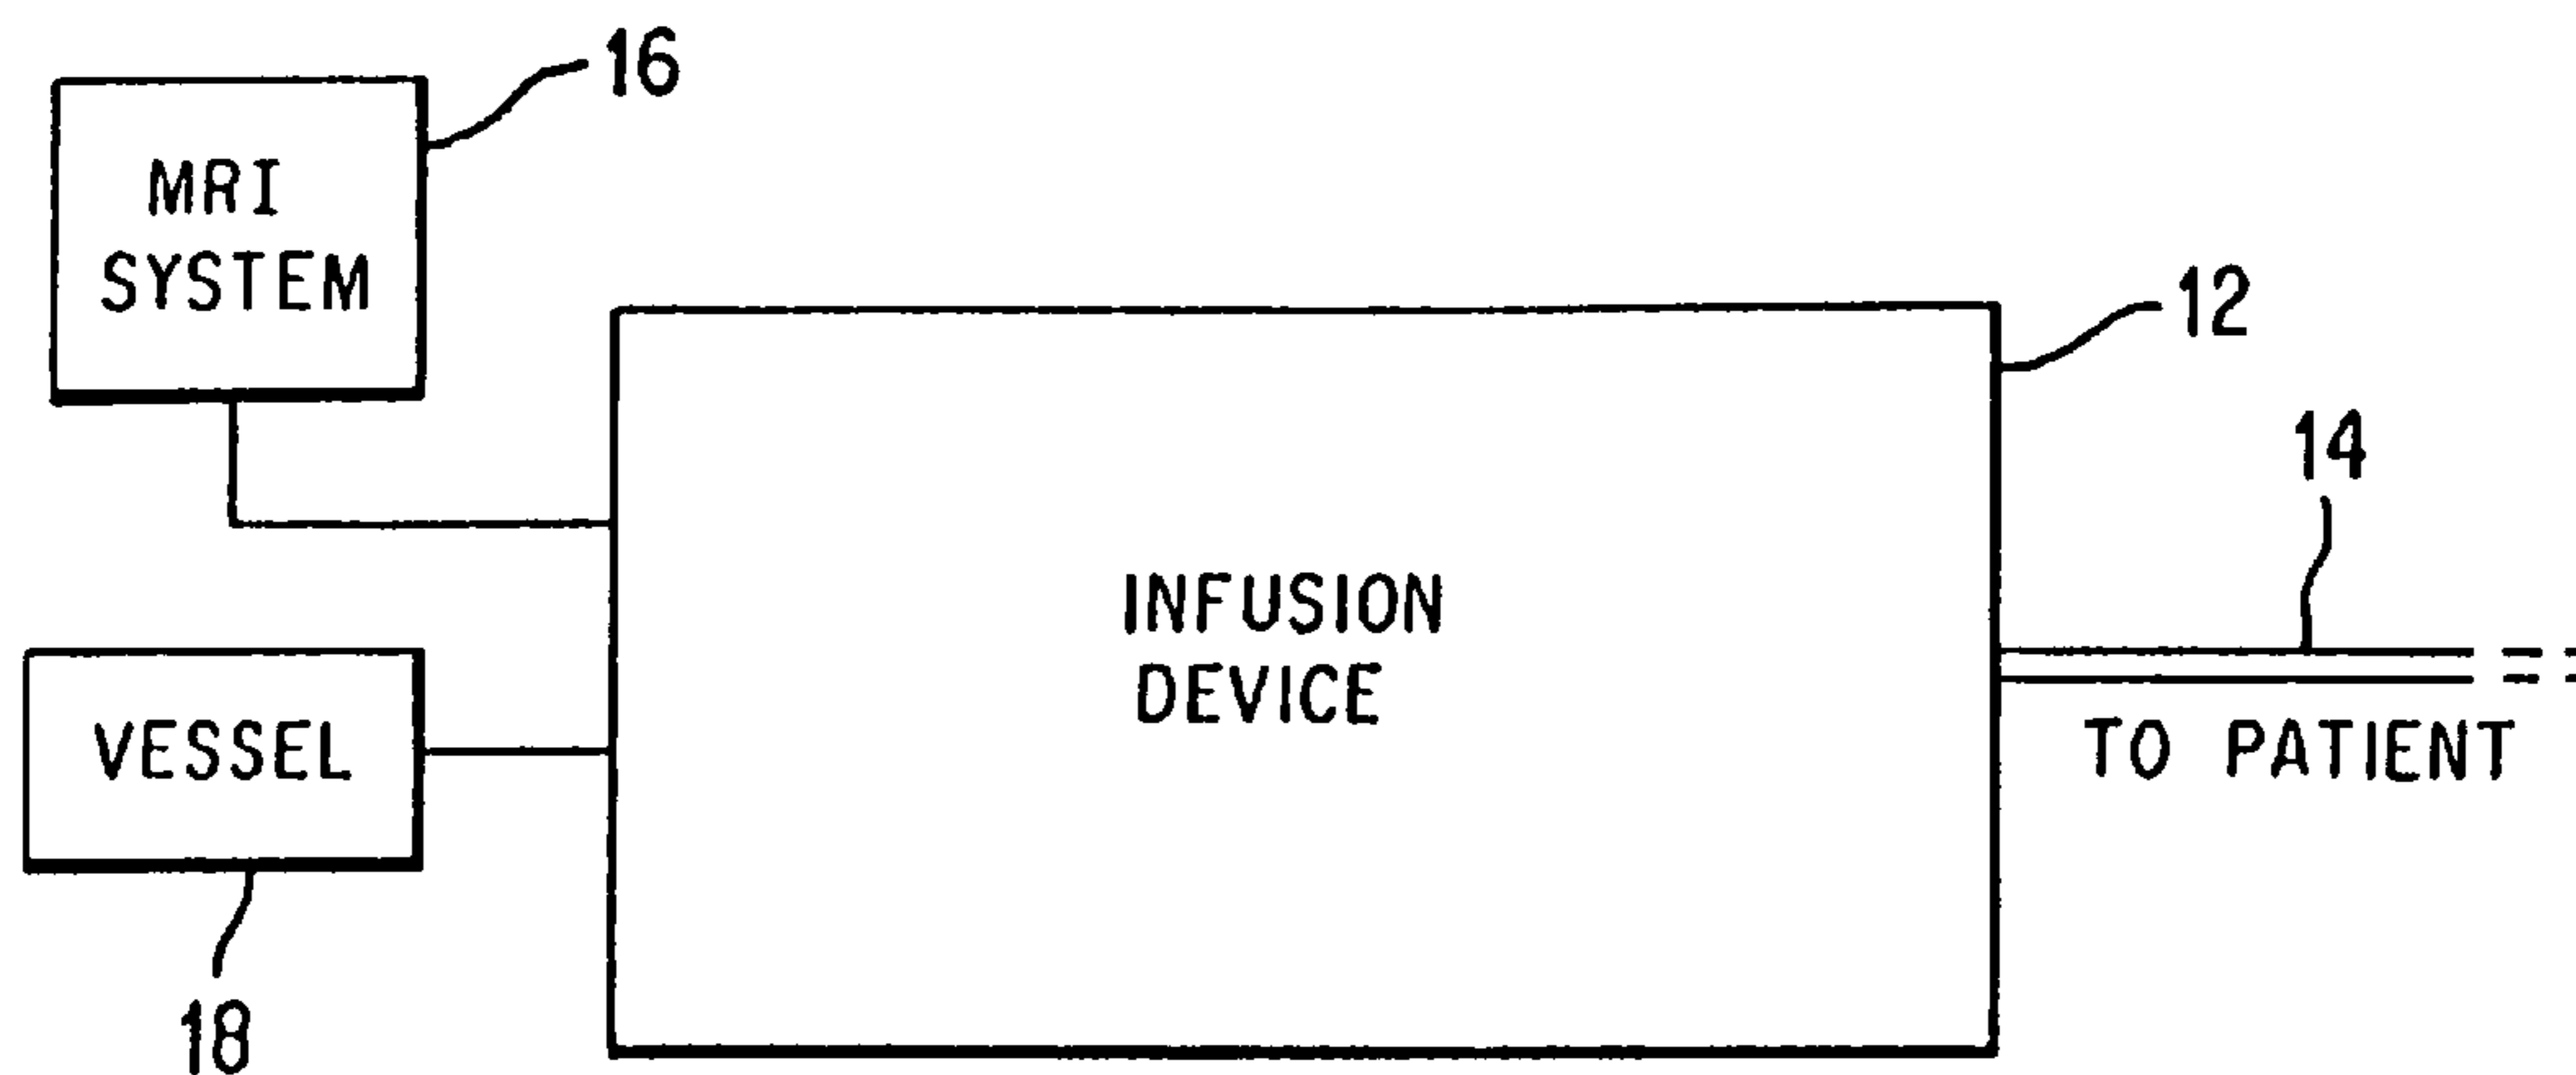 16
MRI
SYSTEM
12
14
INFUSION
DEVICE
VESSEL
TO PATIENT
18